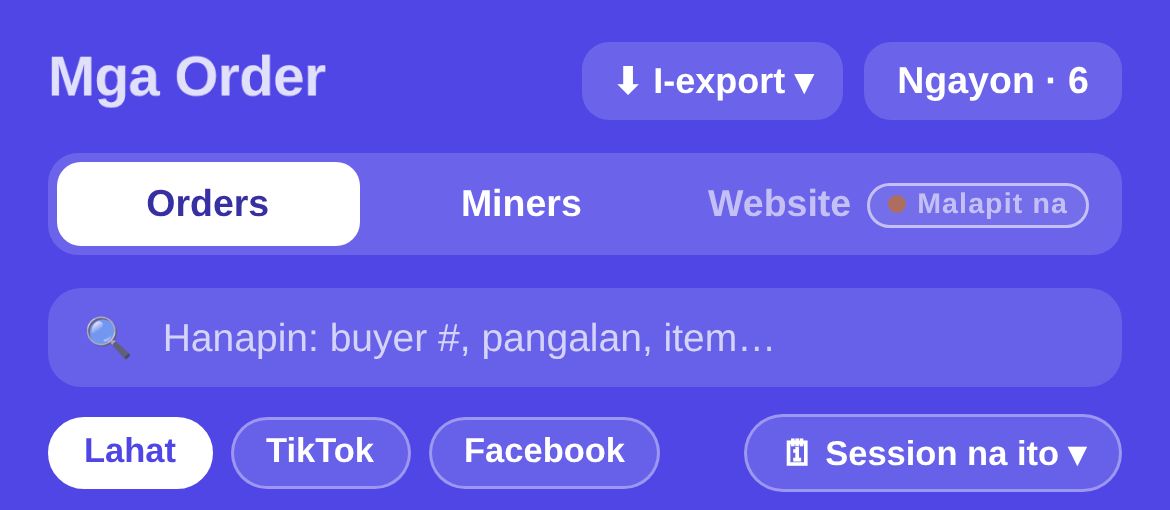 Mga Order
⬇ I-export ▾
Ngayon · 6
Orders
Miners
Website
Malapit na
Hanapin: buyer #, pangalan, item…
Lahat
TikTok
Facebook
Session na ito ▾